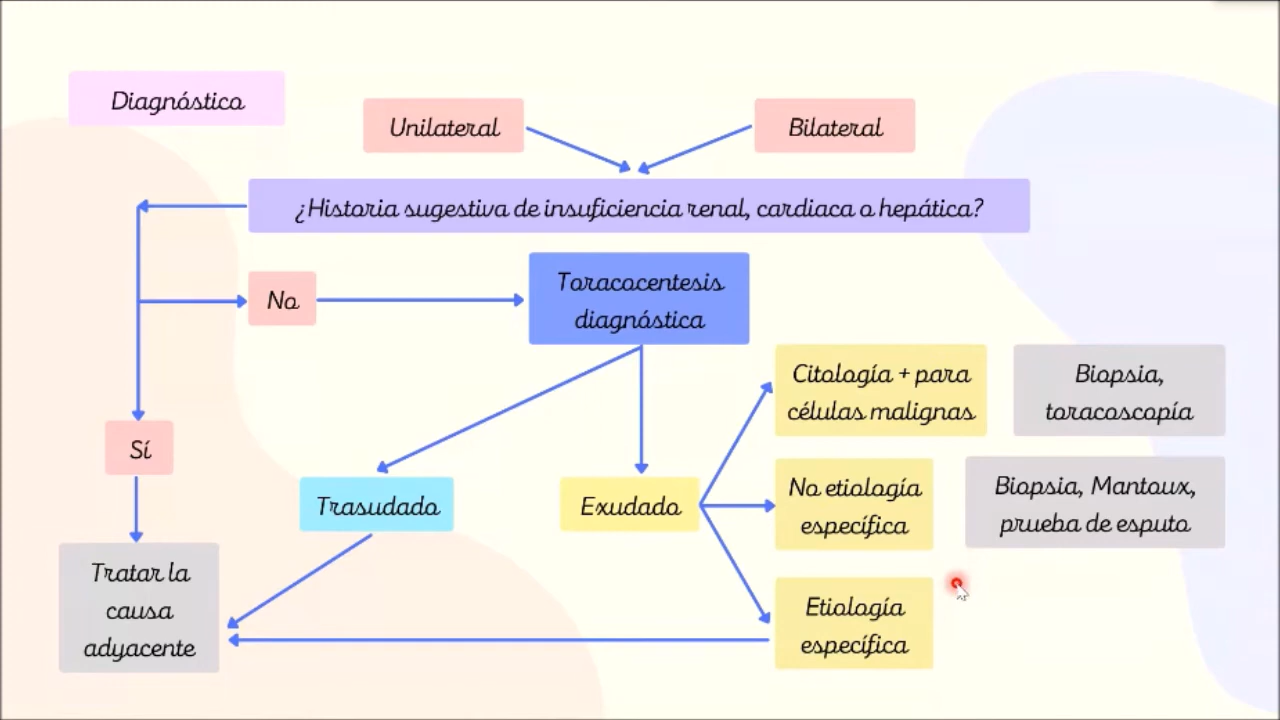 Diagnóstico
Unilateral
Bilateral
¿Historia sugestiva de insuficiencia renal, cardiaca o hepática?
No
Toracocentesis
diagnóstica
Citología + para
células malignas
Biopsia,
toracoscopía
Sí
Trasudado
Exudado
No etiología
específica
Biopsia, Mantoux,
prueba de esputo
Tratar la
causa
adyacente
Etiología
específica